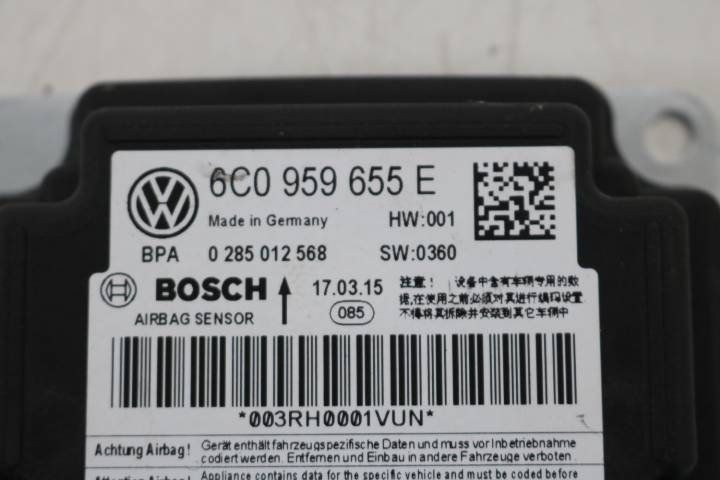 6C0 959 655 E
Made in Germany HW:001
BPA 0 285 012 568 SW:0360
BOSCH 17.03.15
AIRBAG SENSOR 085
注意! 设备中含有车辆专用的数
据,在使用之前必须对其进行编码设置
不得将其拆除并安装到其它车辆中
*003RH0001VUN*
Achtung Airbag! Gerät enthält fahrzeugspezifische Daten und muss vor Inbetriebnahme
codiert werden. Entfernen und Einbau in andere Fahrzeuge verboten.
Attention Airbag! Appliance contains data for the specific vehicle and must be coded before